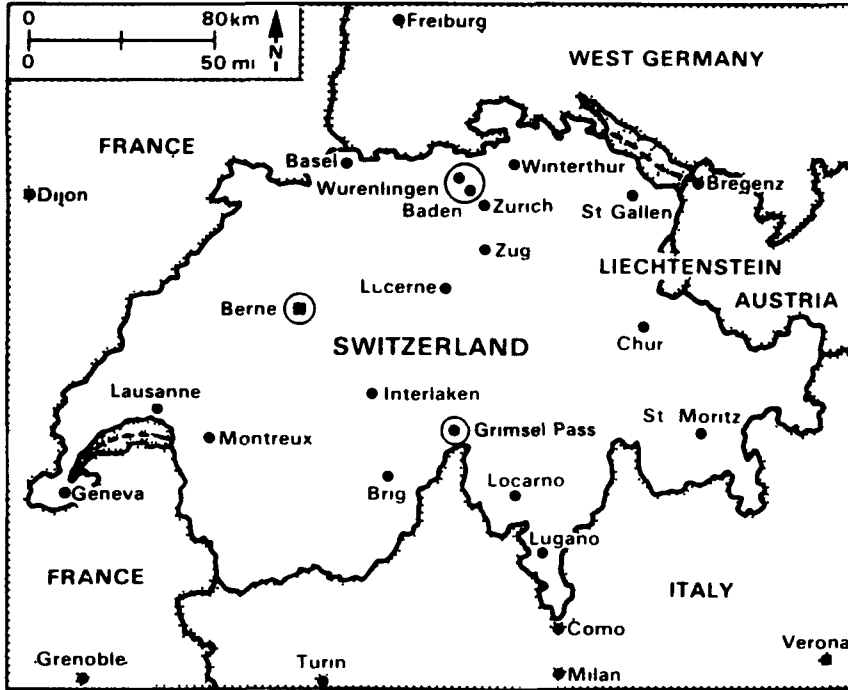 0 80 km
0 50 mi
N
Freiburg
WEST GERMANY
FRANCE
Basel
Winterthur
Wurenlingen
Bregenz
Dijon
Baden
Zurich
St Gallen
Zug
LIECHTENSTEIN
Lucerne
AUSTRIA
Berne
SWITZERLAND
Chur
Lausanne
Interlaken
St Moritz
Montreux
Grimsel Pass
Geneva
Brig
Locarno
Lugano
FRANCE
ITALY
Como
Verona
Grenoble
Turin
Milan